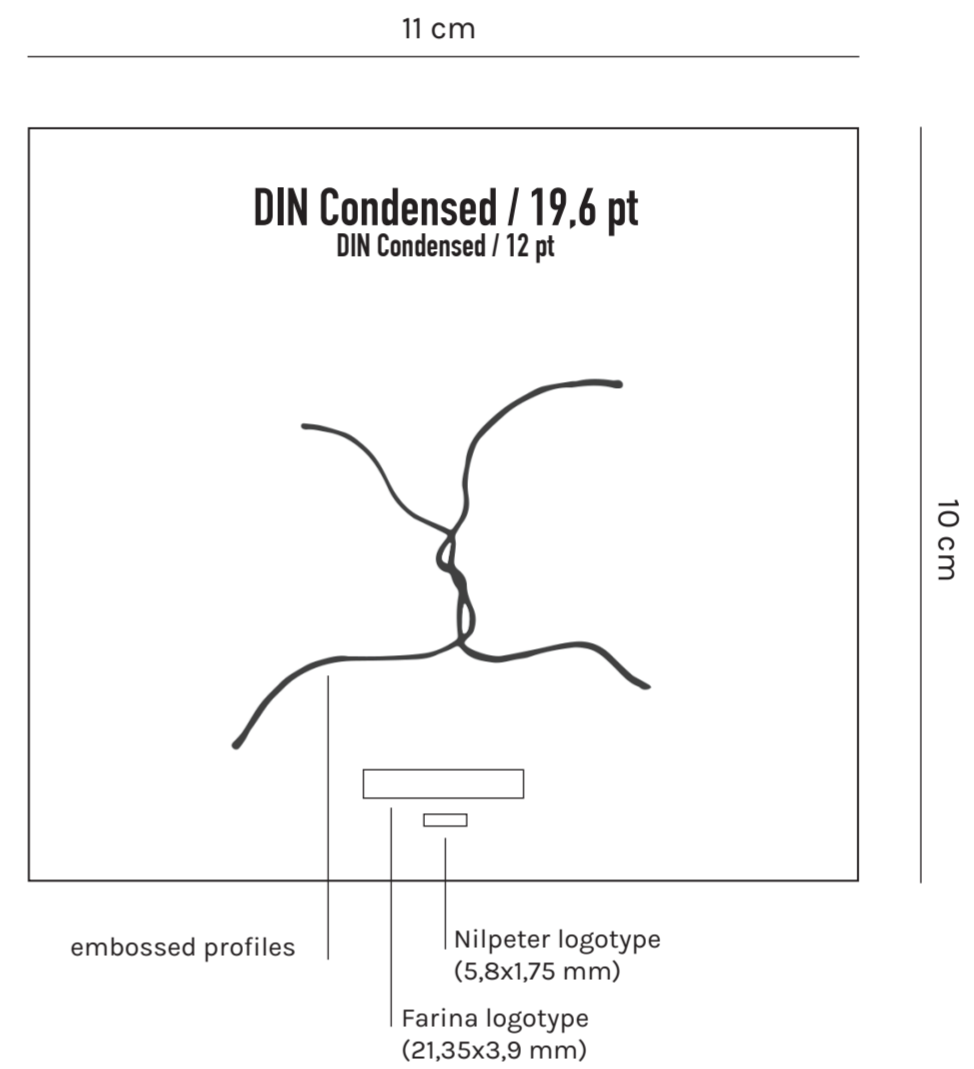 11 cm
DIN Condensed / 19,6 pt
DIN Condensed / 12 pt
10 cm
embossed profiles
Nilpeter logotype
(5,8x1,75 mm)
Farina logotype
(21,35x3,9 mm)